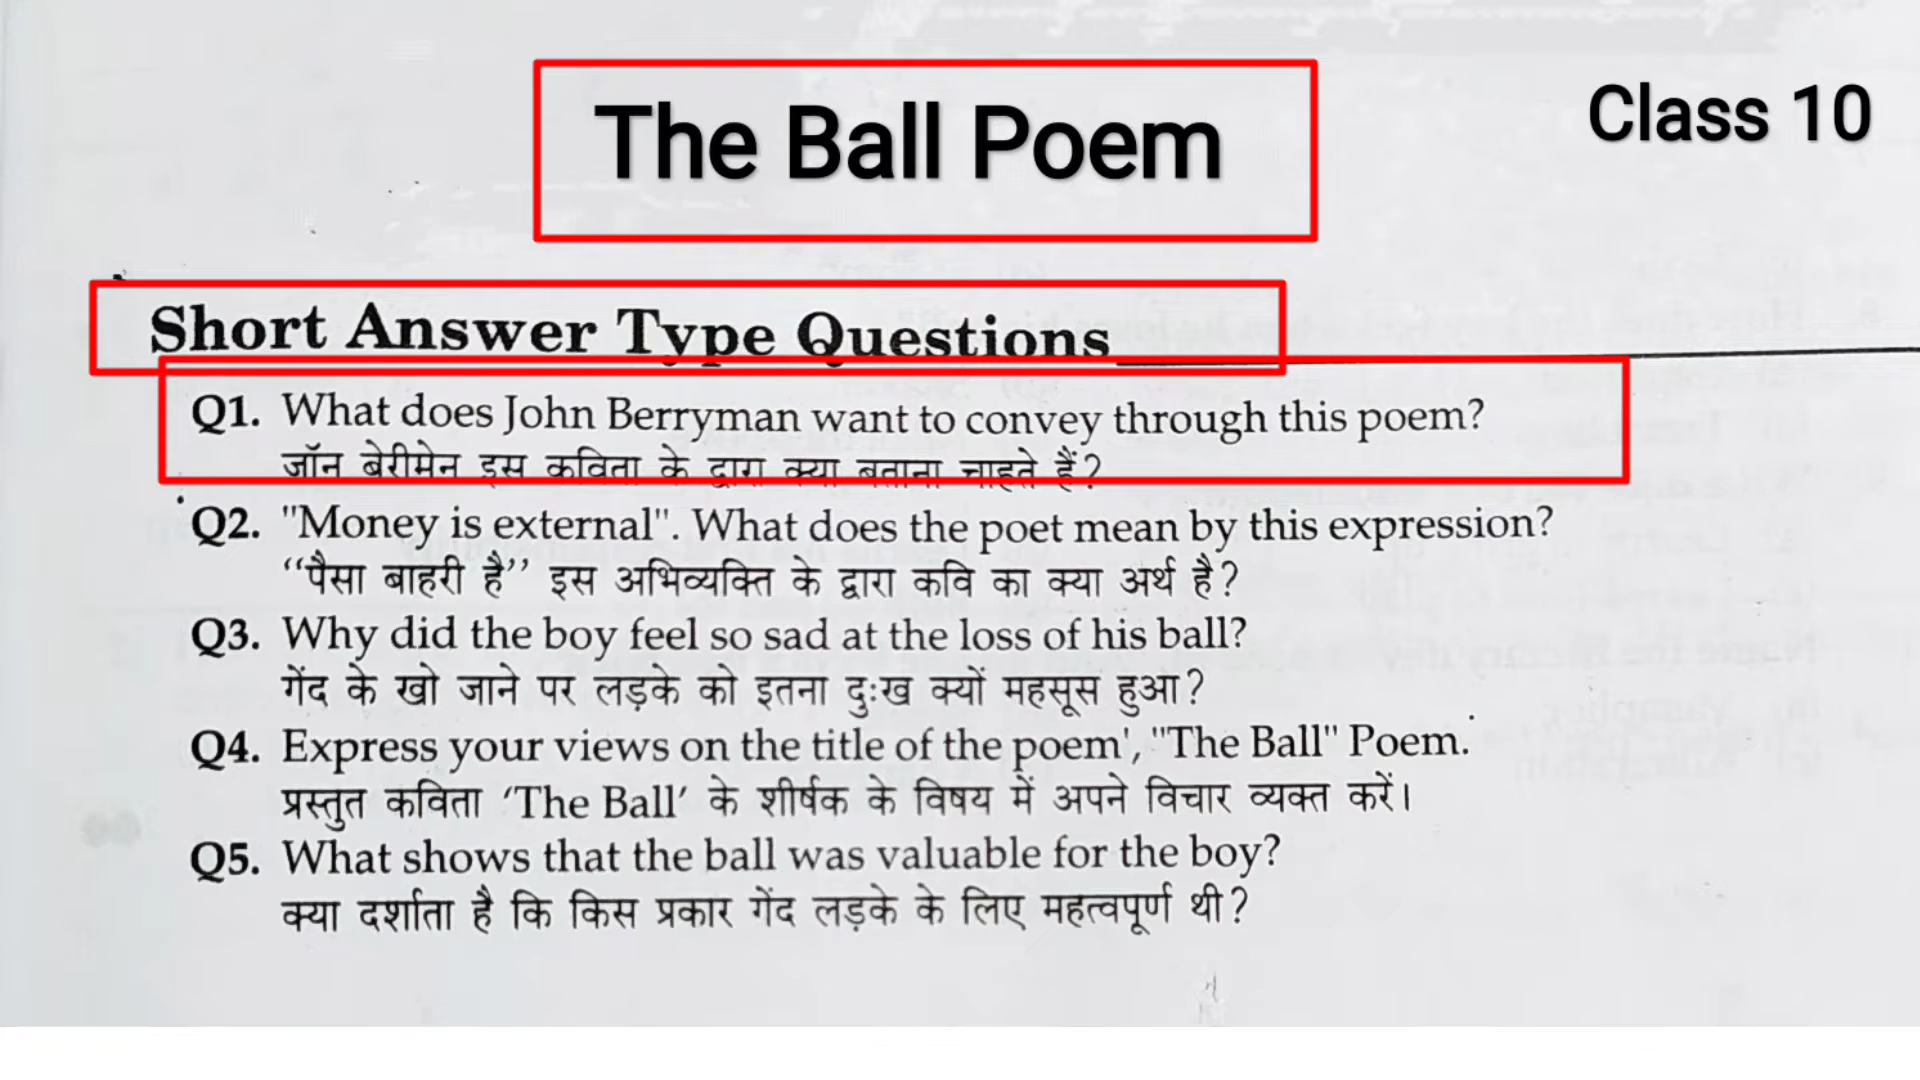 The Ball Poem
Class 10
Short Answer Type Questions
Q1. What does John Berryman want to convey through this poem?
जॉन बेरीमेन इस कविता के द्वारा क्या बताना चाहते हैं?
Q2. "Money is external". What does the poet mean by this expression?
‘‘पैसा बाहरी है’’ इस अभिव्यक्ति के द्वारा कवि का क्या अर्थ है?
Q3. Why did the boy feel so sad at the loss of his ball?
गेंद के खो जाने पर लड़के को इतना दुःख क्यों महसूस हुआ?
Q4. Express your views on the title of the poem', "The Ball" Poem.
प्रस्तुत कविता ‘The Ball’ के शीर्षक के विषय में अपने विचार व्यक्त करें।
Q5. What shows that the ball was valuable for the boy?
क्या दर्शाता है कि किस प्रकार गेंद लड़के के लिए महत्वपूर्ण थी?